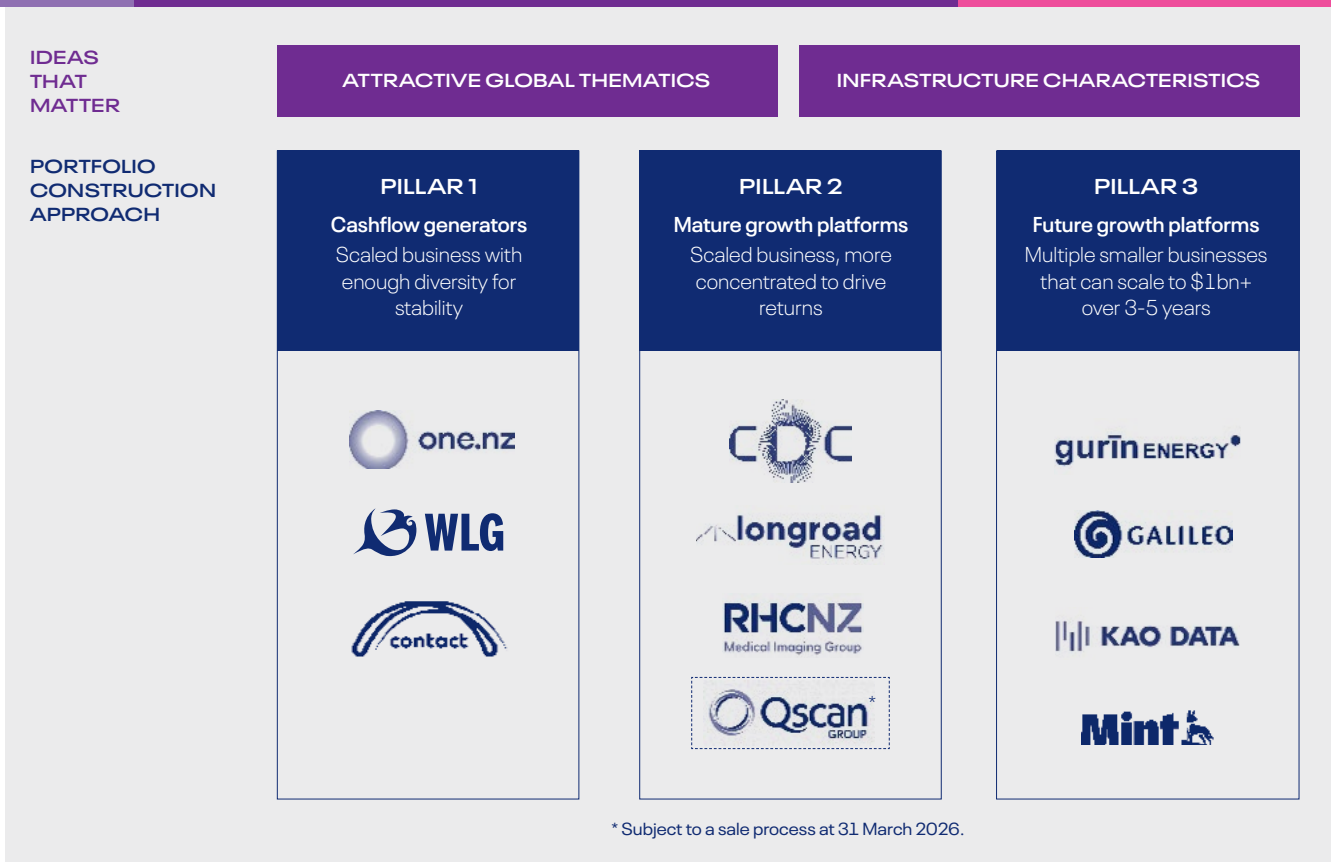 IDEAS
THAT
MATTER
ATTRACTIVE GLOBAL THEMATICS
INFRASTRUCTURE CHARACTERISTICS
PORTFOLIO
CONSTRUCTION
APPROACH
PILLAR 1
Cashflow generators
Scaled business with
enough diversity for
stability
one.nz
WLG
contact
PILLAR 2
Mature growth platforms
Scaled business, more
concentrated to drive
returns
CDC
longroad
ENERGY
RHCNZ
Medical Imaging Group
Qscan*
GROUP
PILLAR 3
Future growth platforms
Multiple smaller businesses
that can scale to $1bn+
over 3-5 years
gurīn ENERGY
GALILEO
KAO DATA
Mint
* Subject to a sale process at 31 March 2026.